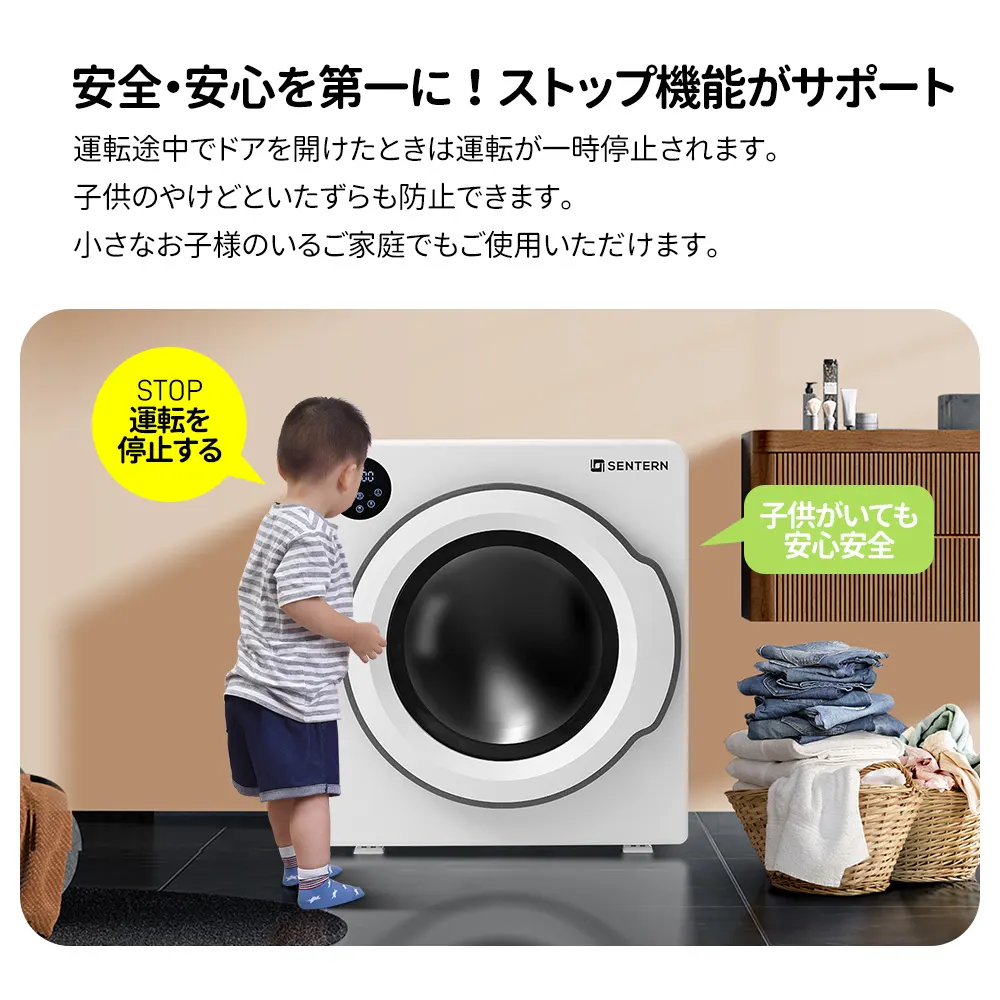 安全・安心を第一に！ストップ機能がサポート
運転途中でドアを開けたときは運転が一時停止されます。
子供のやけどといたずらも防止できます。
小さなお子様のいるご家庭でもご使用いただけます。
STOP
運転を
停止する
SENTERN
子供がいても
安心安全